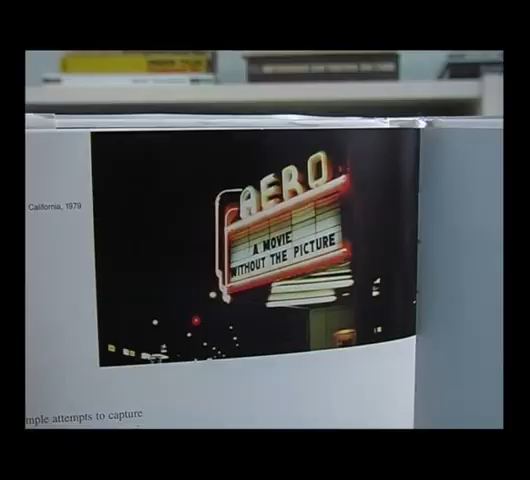 California, 1979
AERO
A MOVIE
WITHOUT THE PICTURE
mple attempts to capture